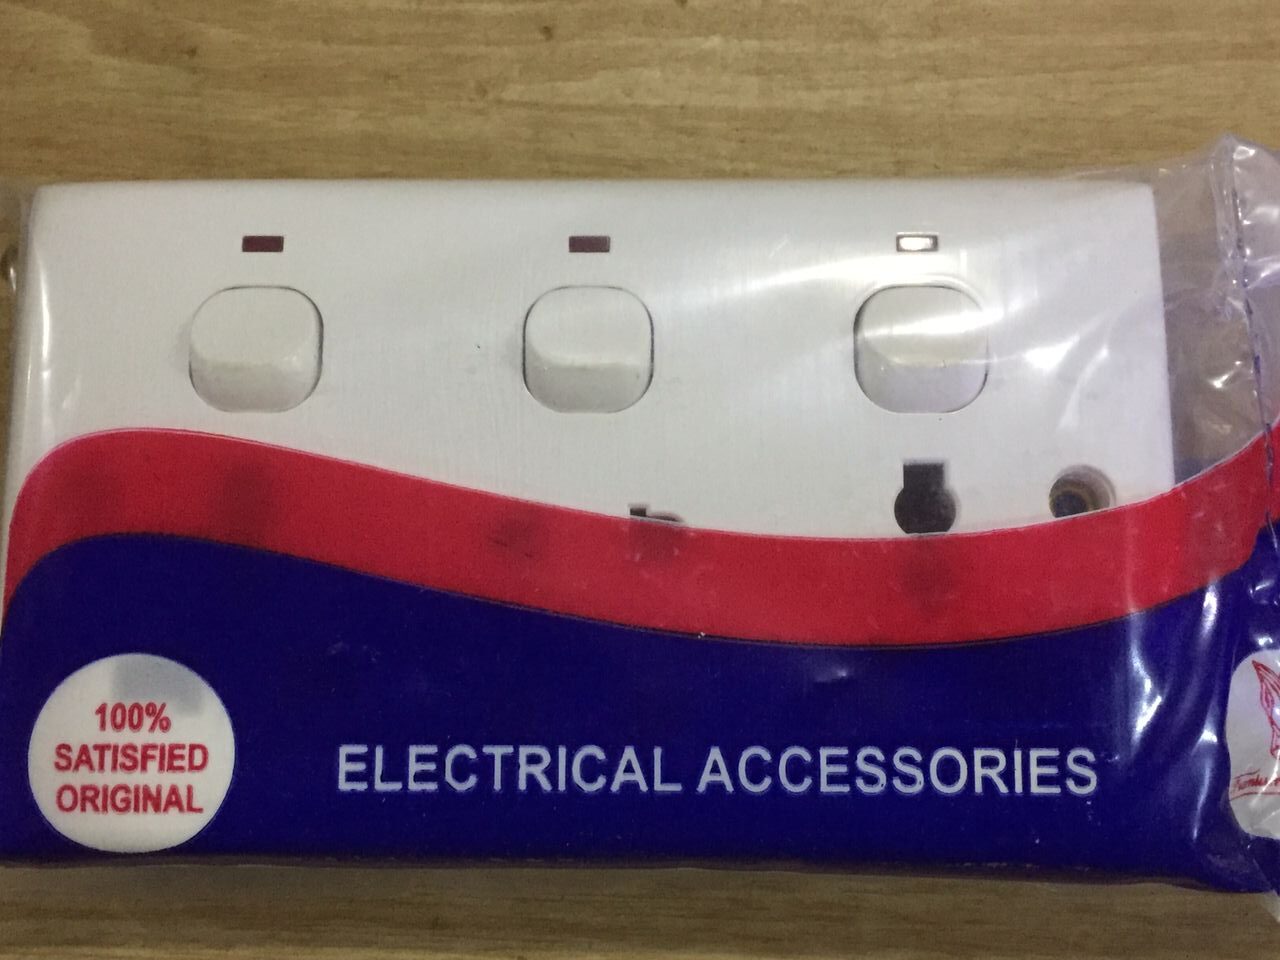 100%
SATISFIED
ORIGINAL
ELECTRICAL ACCESSORIES